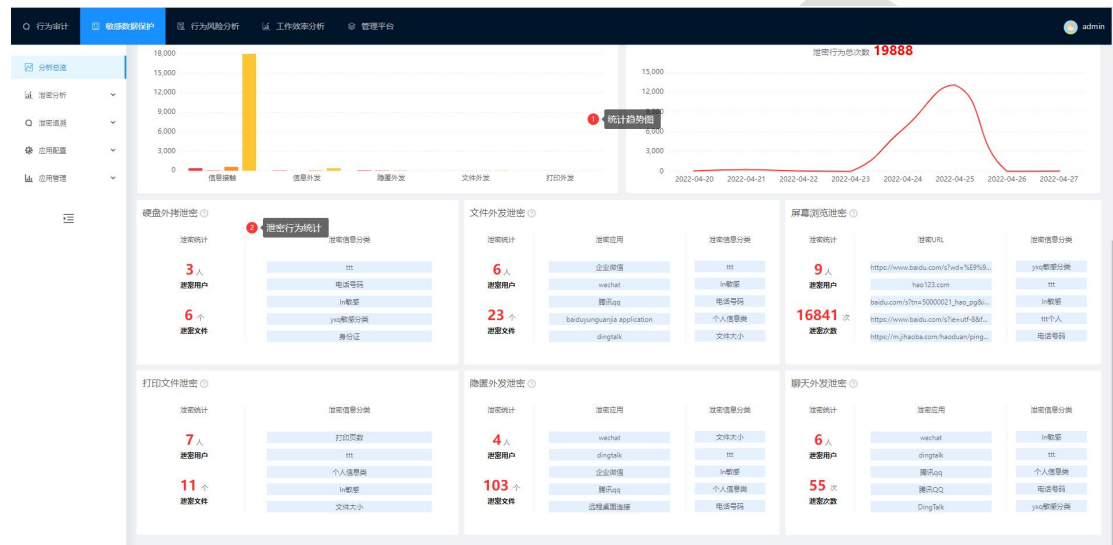 行为审计 敏感数据保护 行为风险分析 工作效率分析 管理平台 admin
分析总览
泄密分析
泄密追溯
应用配置
应用管理
18,000
15,000
12,000
9,000
6,000
3,000
0
信息接触 信息外发 隐匿外发 文件外发 打印外发
1 统计趋势图
泄密行为总次数 19888
15,000
12,000
9,000
6,000
3,000
0
2022-04-20 2022-04-21 2022-04-22 2022-04-23 2022-04-24 2022-04-25 2022-04-26 2022-04-27
硬盘外拷泄密
2 泄密行为统计
泄密统计 泄密信息分类
3 人
泄密用户
6 个
泄密文件
ttt
电话号码
ln敏感
yxq敏感分类
身份证
文件外发泄密
泄密统计 泄密应用 泄密信息分类
6 人
泄密用户
23 个
泄密文件
企业微信 ttt
wechat ln敏感
腾讯qq 电话号码
baiduyunguanjia application 个人信息类
dingtalk 文件大小
屏幕浏览泄密
泄密统计 泄密URL 泄密信息分类
9 人
泄密用户
16841 次
泄密次数
https://www.baidu.com/s?wd=%E9%9... yxq敏感分类
hao123.com ttt
baidu.com/s?tn=50000021_hao_pg&i... ln敏感
https://www.baidu.com/s?ie=utf-8&f... ttt个人
https://m.jihaoba.com/haoduan/ping... 电话号码
打印文件泄密
泄密统计 泄密信息分类
7 人
泄密用户
11 个
泄密文件
打印页数
ttt
个人信息类
ln敏感
文件大小
隐匿外发泄密
泄密统计 泄密应用 泄密信息分类
4 人
泄密用户
103 个
泄密文件
wechat 文件大小
dingtalk ttt
企业微信 ln敏感
腾讯qq 个人信息类
远程桌面连接 电话号码
聊天外发泄密
泄密统计 泄密应用 泄密信息分类
6 人
泄密用户
55 次
泄密次数
wechat ln敏感
dingtalk ttt
腾讯qq 个人信息类
腾讯QQ 电话号码
DingTalk yxq敏感分类